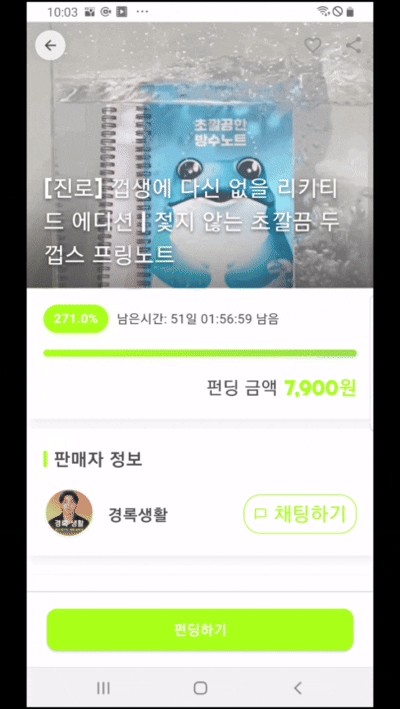 10:03
초깔끔한
방수노트
[진로] 껍생에 다신 없을 리키티
드 에디션 | 젖지 않는 초깔끔 두
껍스 프링노트
271.0%
남은시간: 51일 01:56:59 남음
펀딩 금액 7,900원
판매자 정보
경록생활
채팅하기
경록 생활
펀딩하기